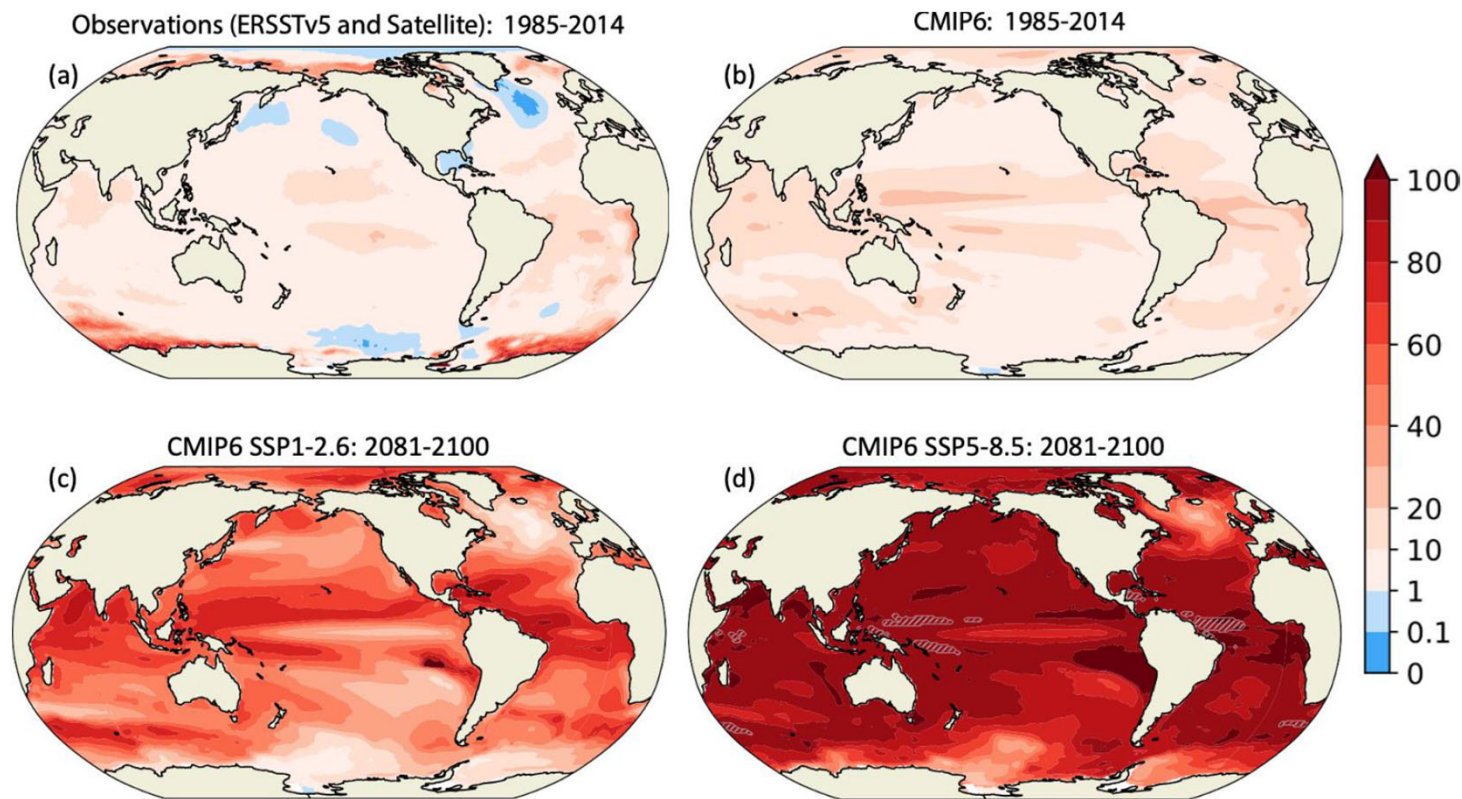 Observations (ERSSTv5 and Satellite): 1985-2014
CMIP6: 1985-2014
(a)
(b)
CMIP6 SSP1-2.6: 2081-2100
CMIP6 SSP5-8.5: 2081-2100
(c)
(d)
100
80
60
40
20
10
1
0.1
0